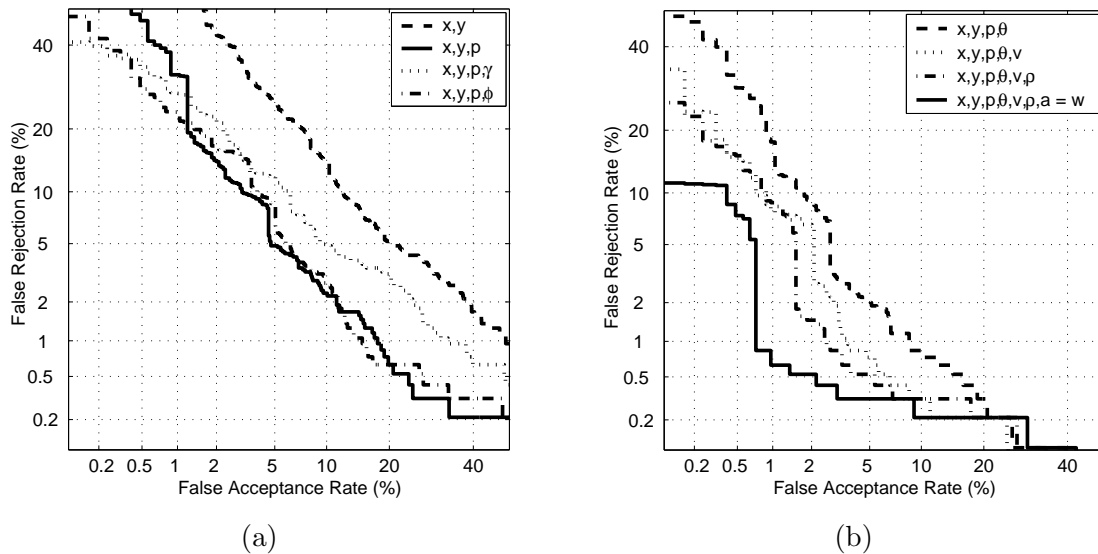 x,y
x,y,p
x,y,p,γ
x,y,p,ϕ
40
20
10
5
2
1
0.5
0.2
False Rejection Rate (%)
0.2 0.5 1 2 5 10 20 40
False Acceptance Rate (%)
(a)
x,y,p,θ
x,y,p,θ,v
x,y,p,θ,v,ρ
x,y,p,θ,v,ρ,a = w
40
20
10
5
2
1
0.5
0.2
False Rejection Rate (%)
0.2 0.5 1 2 5 10 20 40
False Acceptance Rate (%)
(b)